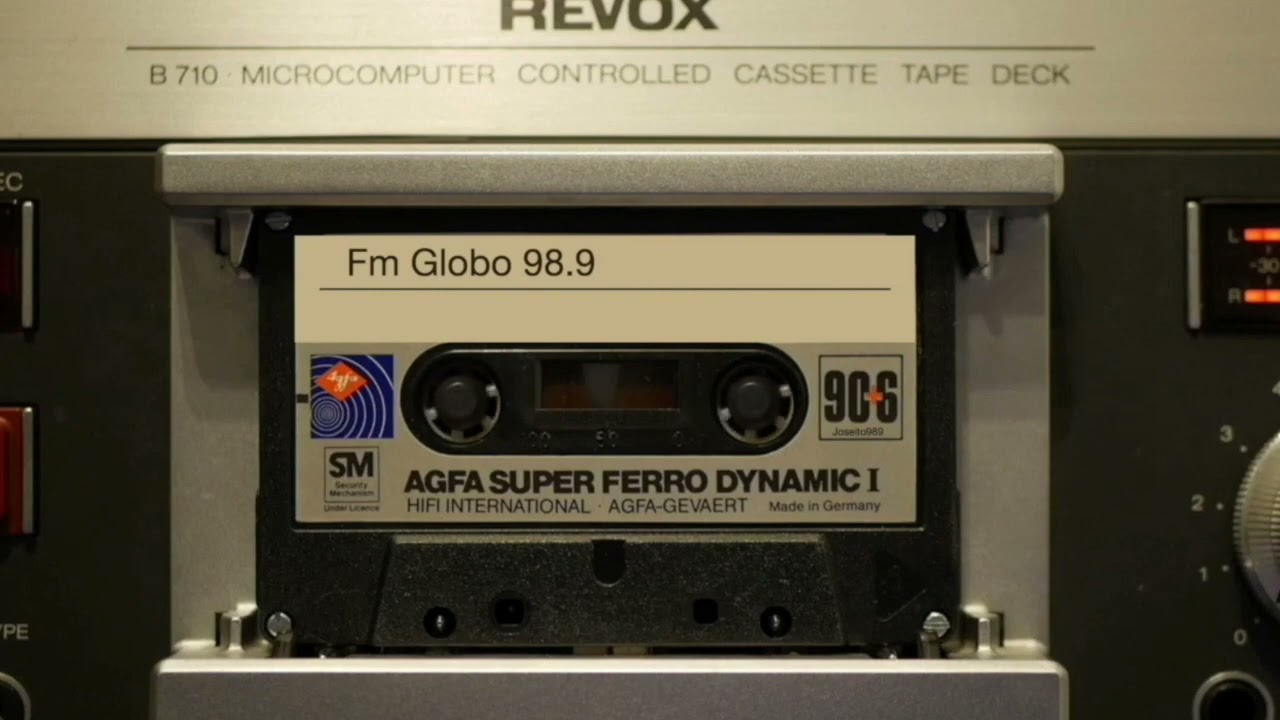 REVOX
B 710 · MICROCOMPUTER CONTROLLED CASSETTE TAPE DECK
EC
L
-30
R
Fm Globo 98.9
Agfa
90+6
Joseito989
SM
Security
Mechanism
Under Licence
AGFA SUPER FERRO DYNAMIC I
HIFI INTERNATIONAL · AGFA-GEVAERT Made in Germany
3
2
1
0
YPE